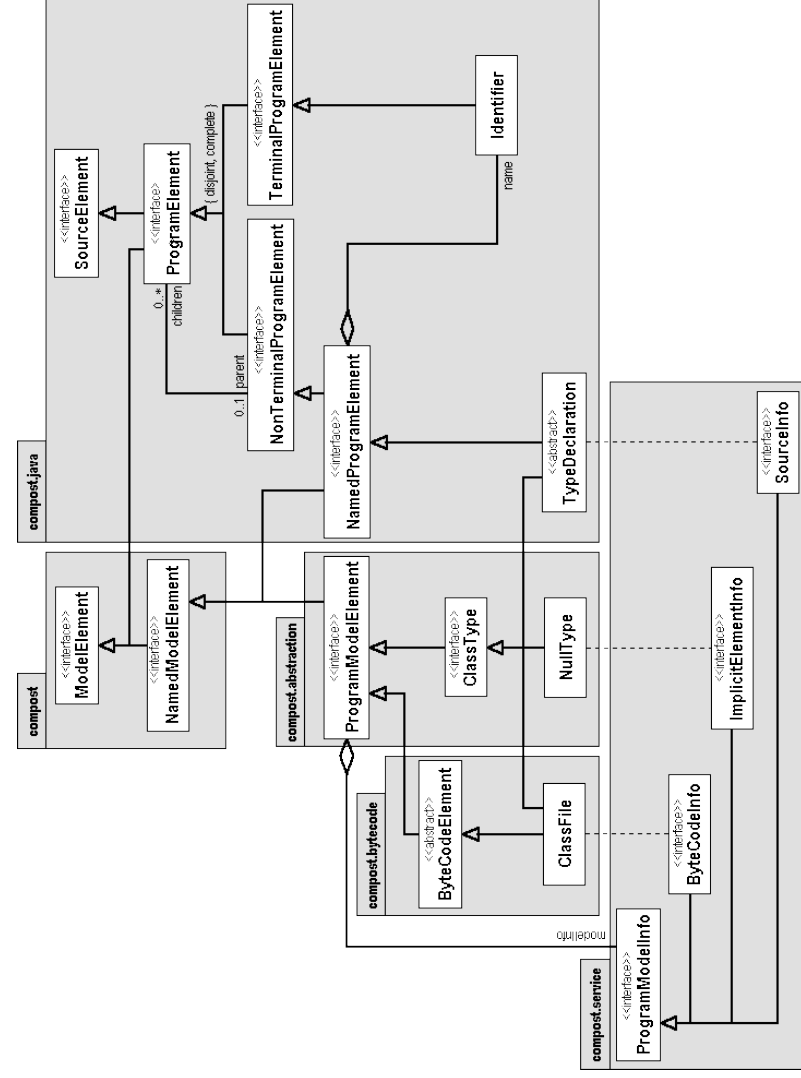 compost
<<interface>>
ModelElement
<<interface>>
NamedModelElement
compost.java
<<interface>>
SourceElement
<<interface>
ProgramElement
0..*
children
{ disjoint, complete }
0..1
parent
<<interface>>
NonTerminalProgramElement
<<interface>>
TerminalProgramElement
<<interface>>
NamedProgramElement
name
Identifier
<<abstract>>
TypeDeclaration
compost.abstraction
<<interface>>
ProgramModelElement
<<interface>>
ClassType
NullType
compost.bytecode
<<abstract>>
ByteCodeElement
ClassFile
modelInfo
compost.service
<<interface>>
ProgramModelInfo
<<interface>>
ByteCodeInfo
<<interface>>
ImplicitElementInfo
<<interface>>
SourceInfo